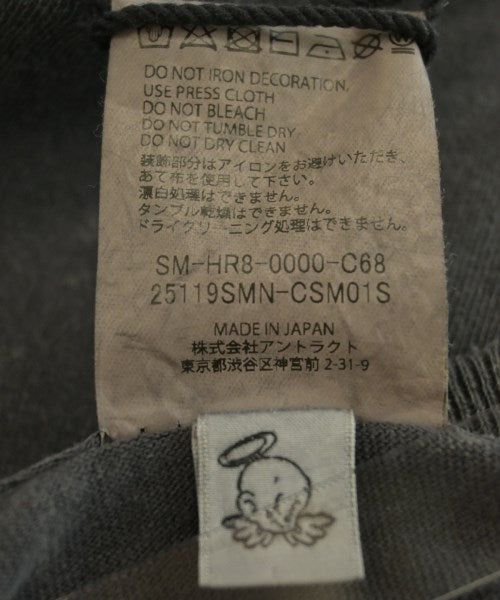 DO NOT IRON DECORATION,
USE PRESS CLOTH
DO NOT BLEACH
DO NOT TUMBLE DRY
DO NOT DRY CLEAN
装飾部分はアイロンをお避けいただき、
あて布を使用して下さい。
漂白処理はできません。
タンブル乾燥はできません。
ドライクリーニング処理はできません。
SM-HR8-0000-C68
25119SMN-CSM01S
MADE IN JAPAN
株式会社アントラクト
東京都渋谷区神宮前 2-31-9